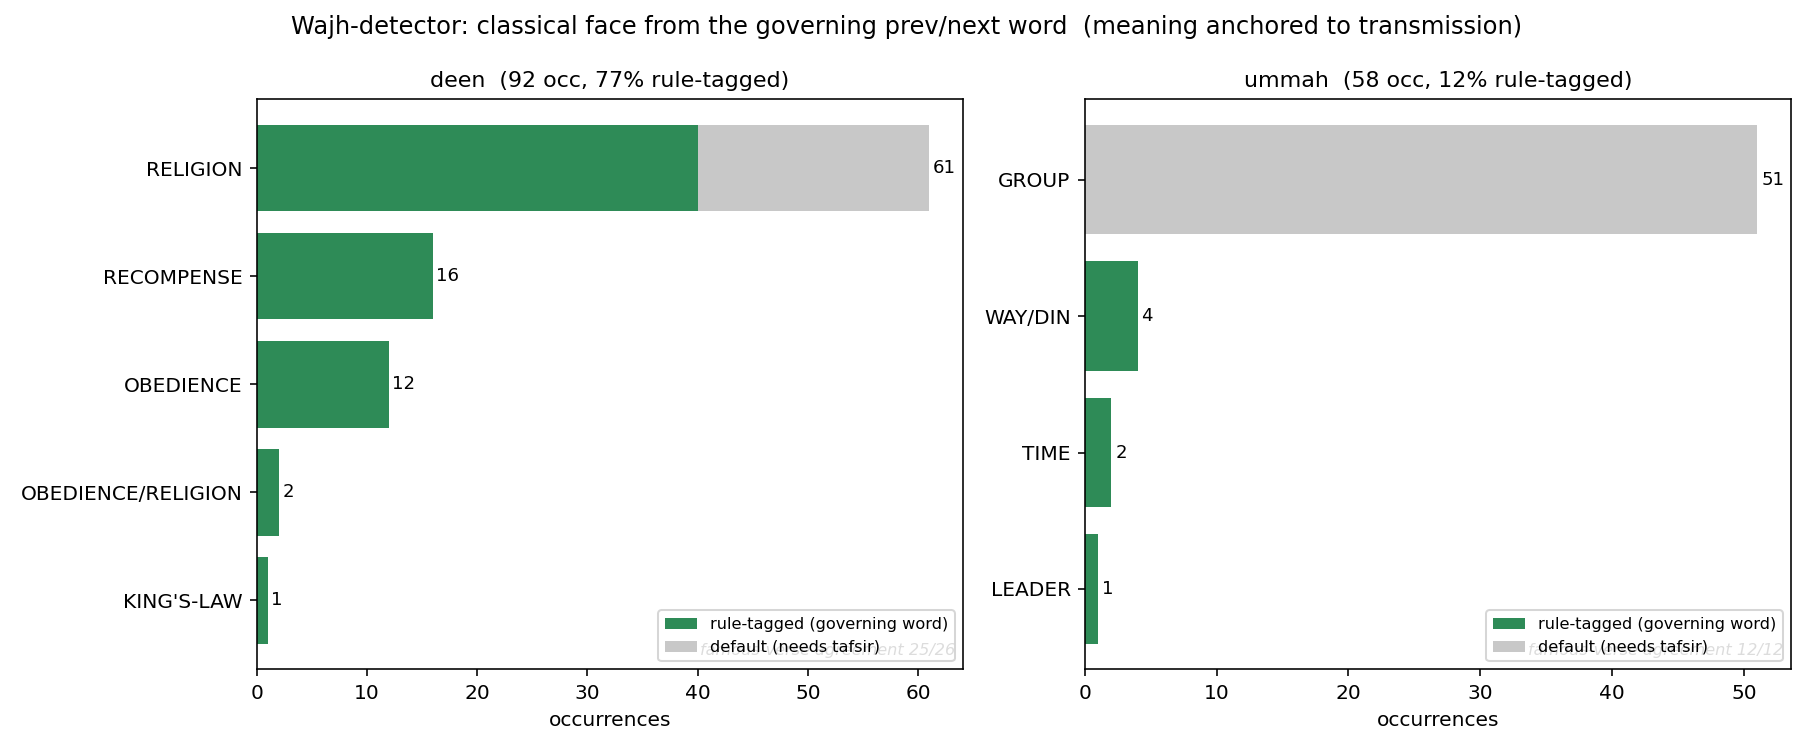 Wajh-detector: classical face from the governing prev/next word (meaning anchored to transmission)
deen (92 occ, 77% rule-tagged)
RELIGION
61
RECOMPENSE
16
OBEDIENCE
12
OBEDIENCE/RELIGION
2
KING'S-LAW
1
rule-tagged (governing word)
default (needs tafsir)
25/26
0 10 20 30 40 50 60
occurrences
ummah (58 occ, 12% rule-tagged)
GROUP
51
WAY/DIN
4
TIME
2
LEADER
1
rule-tagged (governing word)
default (needs tafsir)
12/12
0 10 20 30 40 50
occurrences